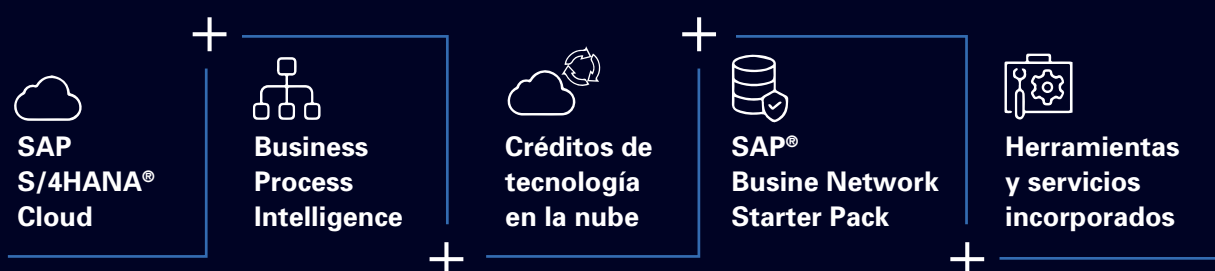 SAP
S/4HANA®
Cloud
Business
Process
Intelligence
Créditos de
tecnología
en la nube
SAP®
Busine Network
Starter Pack
Herramientas
y servicios
incorporados